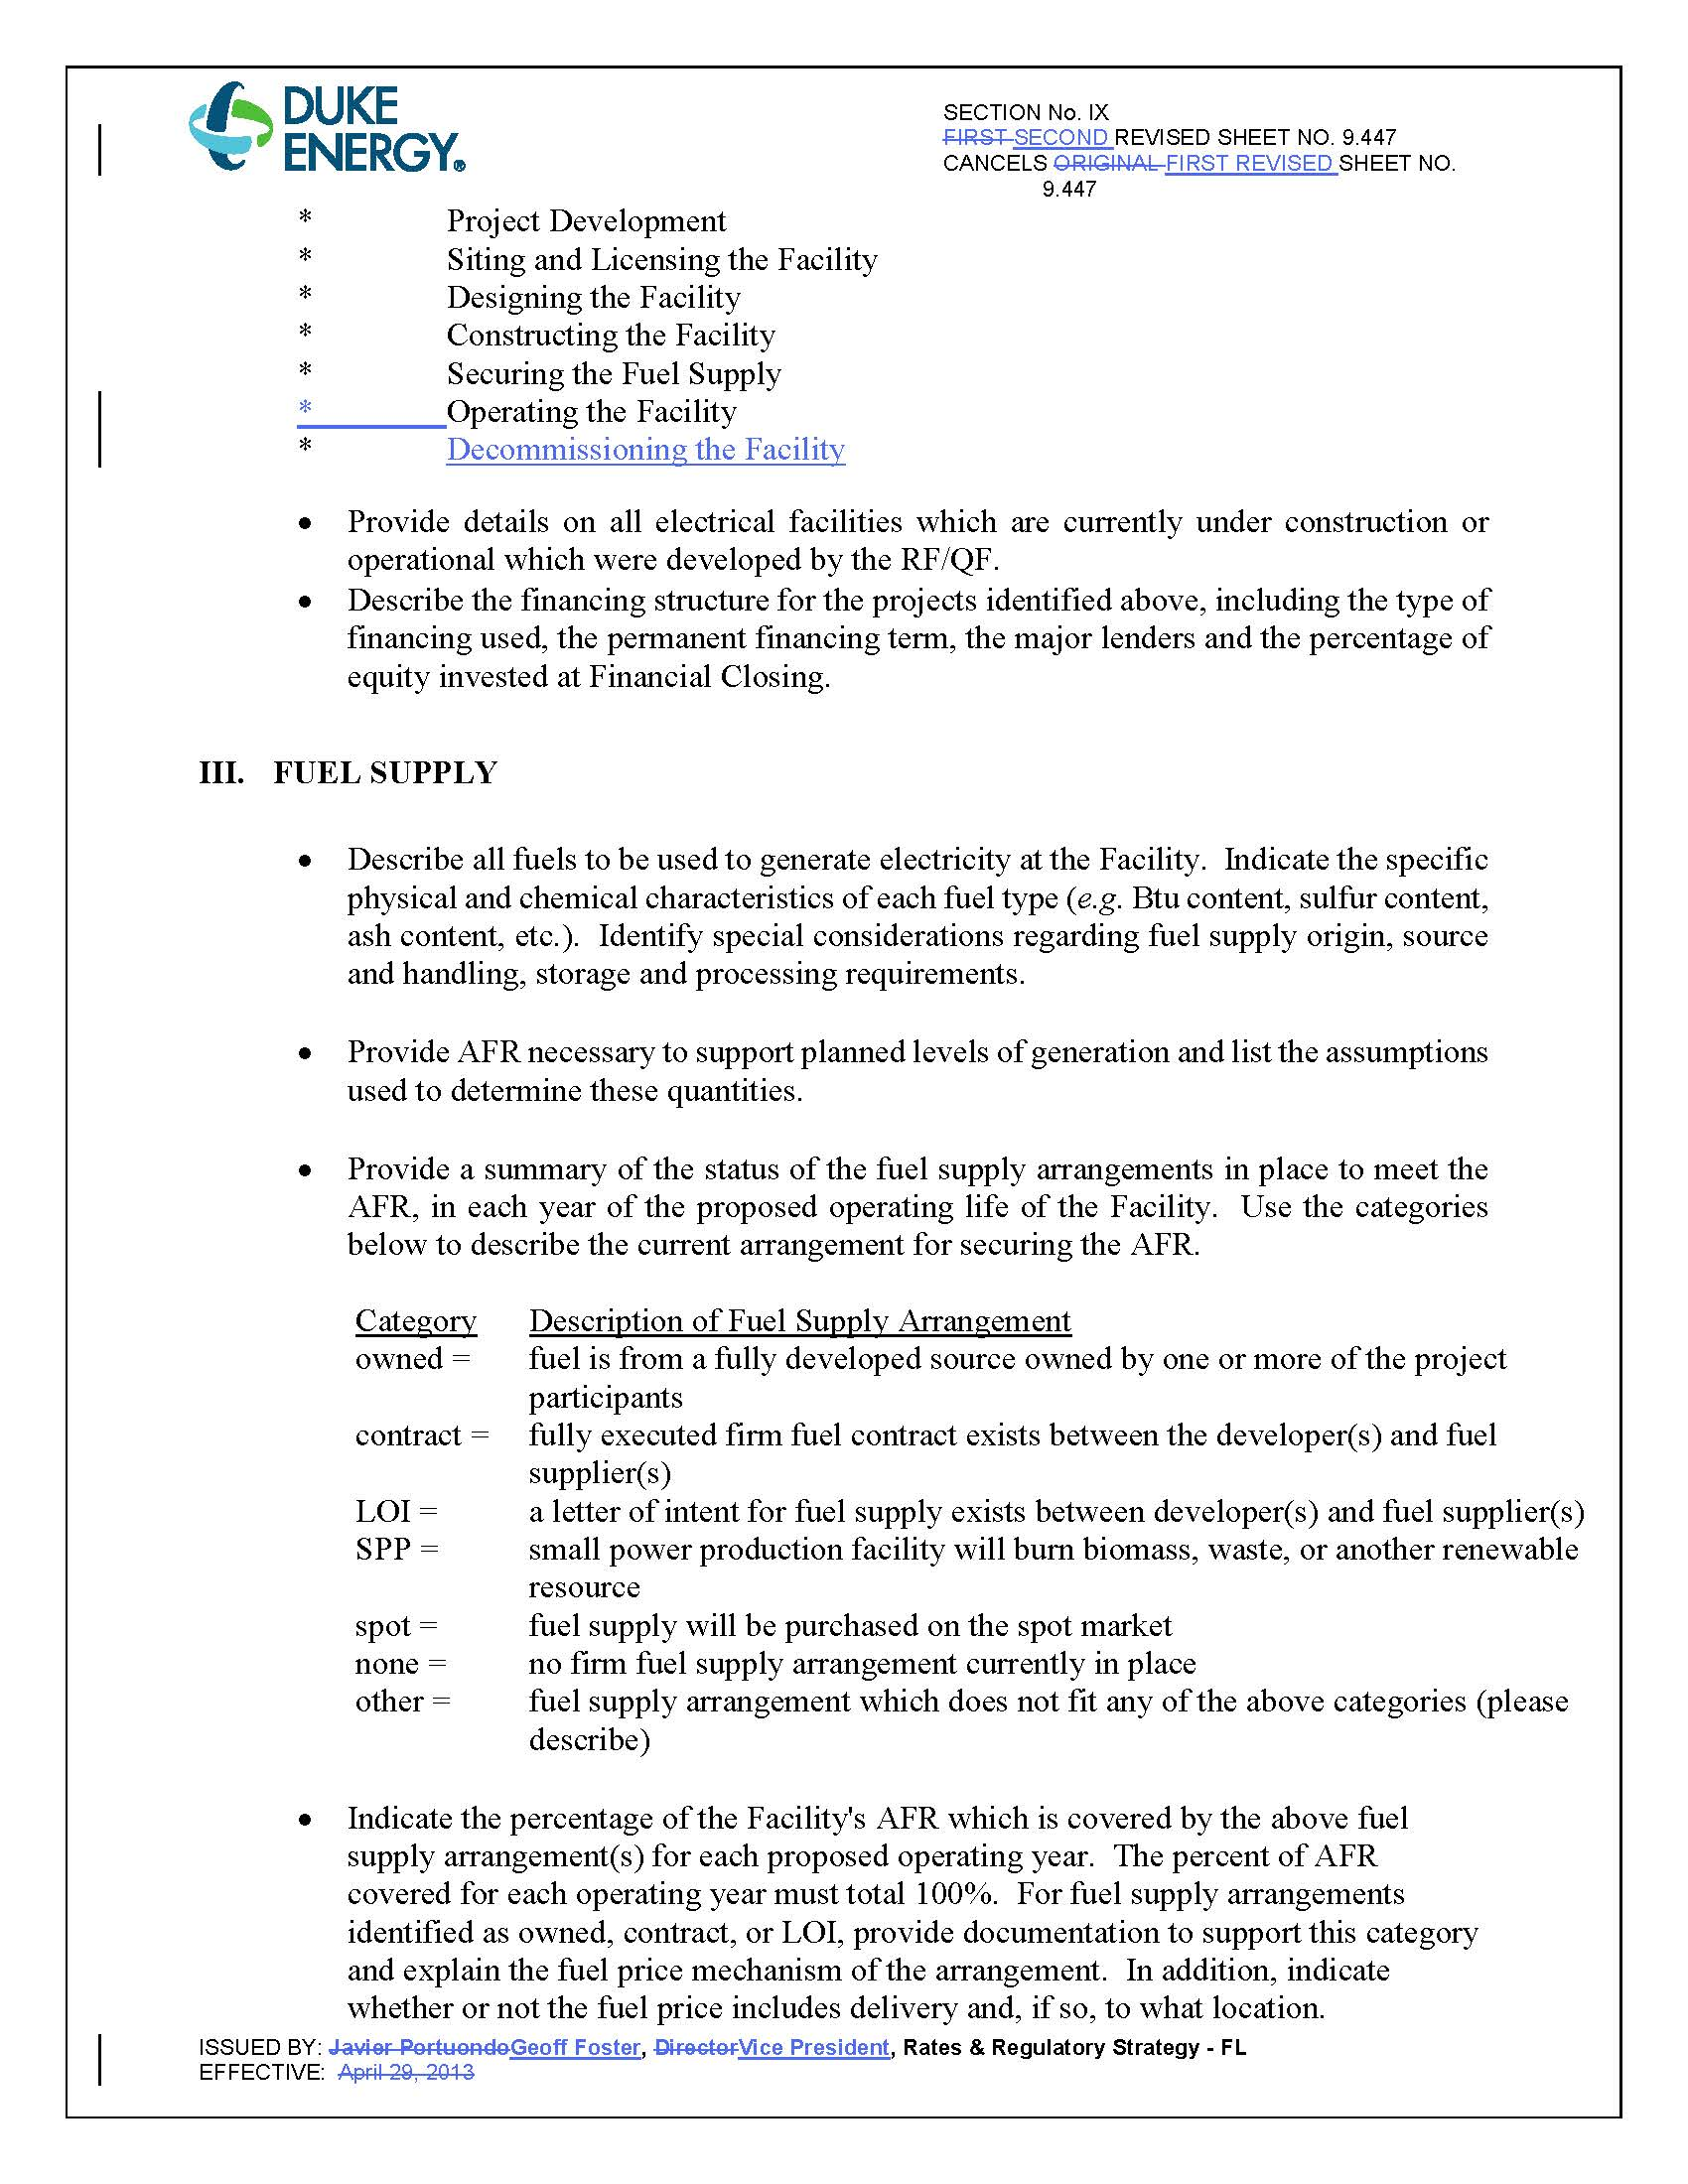 DUKE
ENERGY®
SECTION No. IX
FIRST SECOND REVISED SHEET NO. 9.447
CANCELS ORIGINAL FIRST REVISED SHEET NO.
9.447
* Project Development
* Siting and Licensing the Facility
* Designing the Facility
* Constructing the Facility
* Securing the Fuel Supply
* Operating the Facility
* Decommissioning the Facility
• Provide details on all electrical facilities which are currently under construction or
operational which were developed by the RF/QF.
• Describe the financing structure for the projects identified above, including the type of
financing used, the permanent financing term, the major lenders and the percentage of
equity invested at Financial Closing.
III. FUEL SUPPLY
• Describe all fuels to be used to generate electricity at the Facility. Indicate the specific
physical and chemical characteristics of each fuel type (e.g. Btu content, sulfur content,
ash content, etc.). Identify special considerations regarding fuel supply origin, source
and handling, storage and processing requirements.
• Provide AFR necessary to support planned levels of generation and list the assumptions
used to determine these quantities.
• Provide a summary of the status of the fuel supply arrangements in place to meet the
AFR, in each year of the proposed operating life of the Facility. Use the categories
below to describe the current arrangement for securing the AFR.
Category Description of Fuel Supply Arrangement
owned = fuel is from a fully developed source owned by one or more of the project
participants
contract = fully executed firm fuel contract exists between the developer(s) and fuel
supplier(s)
LOI = a letter of intent for fuel supply exists between developer(s) and fuel supplier(s)
SPP = small power production facility will burn biomass, waste, or another renewable
resource
spot = fuel supply will be purchased on the spot market
none = no firm fuel supply arrangement currently in place
other = fuel supply arrangement which does not fit any of the above categories (please
describe)
• Indicate the percentage of the Facility's AFR which is covered by the above fuel
supply arrangement(s) for each proposed operating year. The percent of AFR
covered for each operating year must total 100%. For fuel supply arrangements
identified as owned, contract, or LOI, provide documentation to support this category
and explain the fuel price mechanism of the arrangement. In addition, indicate
whether or not the fuel price includes delivery and, if so, to what location.
ISSUED BY: Javier PortuondoGeoff Foster, DirectorVice President, Rates & Regulatory Strategy - FL
EFFECTIVE: April 29, 2013